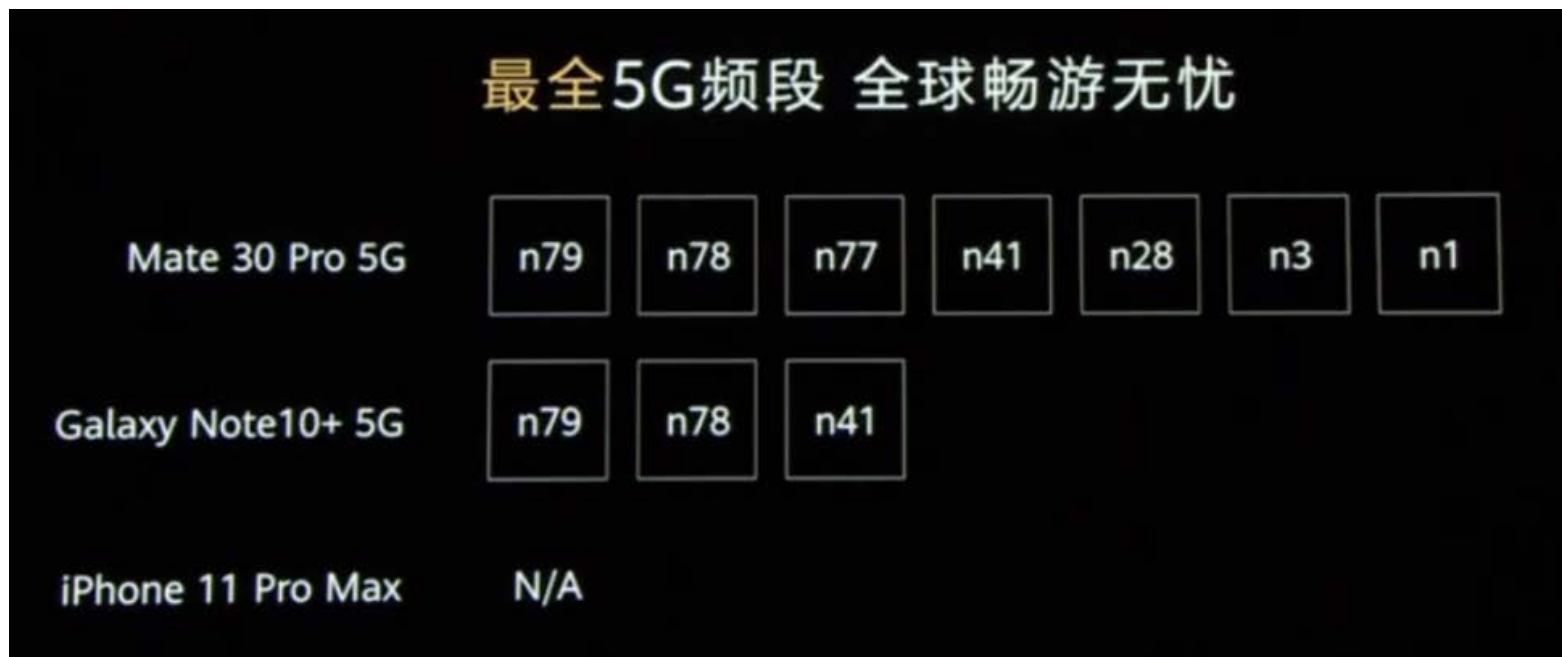 最全5G频段 全球畅游无忧
Mate 30 Pro 5G n79 n78 n77 n41 n28 n3 n1
Galaxy Note10+ 5G n79 n78 n41
iPhone 11 Pro Max N/A